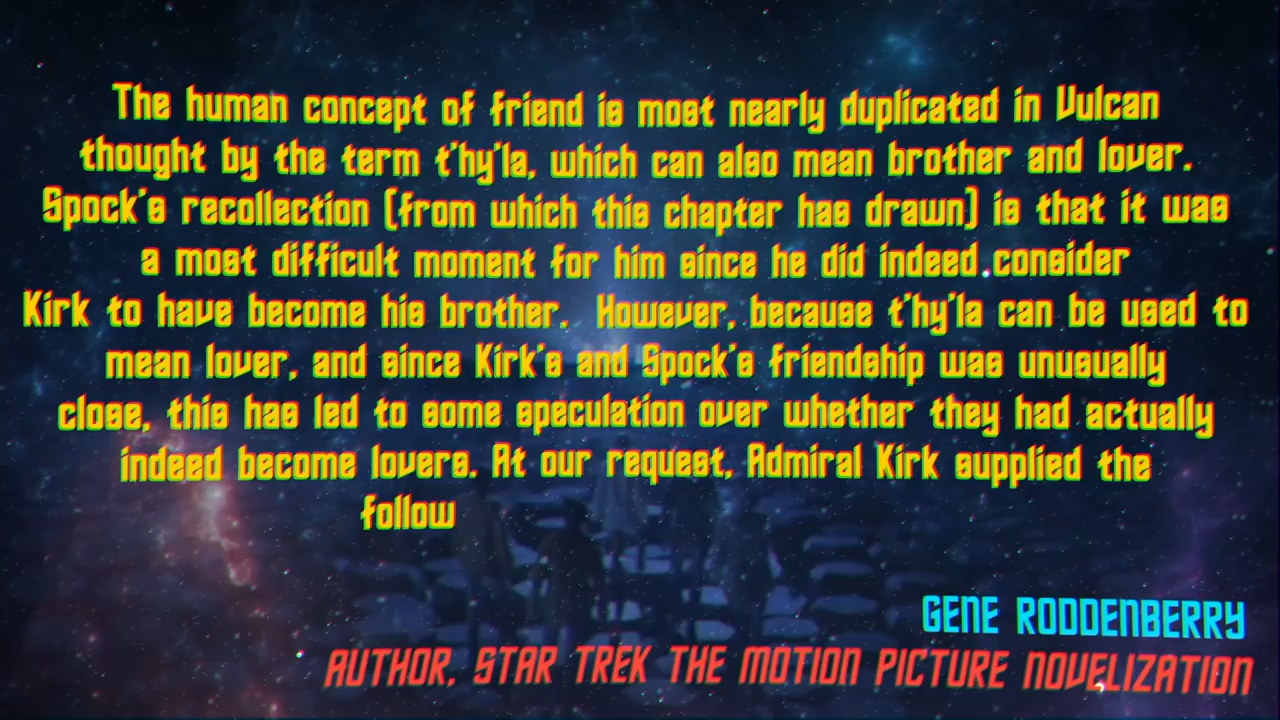 The human concept of friend is most nearly duplicated in Vulcan
thought by the term t'hy'la, which can also mean brother and lover.
Spock's recollection (from which this chapter has drawn) is that it was
a most difficult moment for him since he did indeed consider
Kirk to have become his brother.  However, because t'hy'la can be used to
mean lover, and since Kirk's and Spock's friendship was unusually
close, this has led to some speculation over whether they had actually
indeed become lovers. At our request, Admiral Kirk supplied the
follow
GENE RODDENBERRY
AUTHOR, STAR TREK THE MOTION PICTURE NOVELIZATION